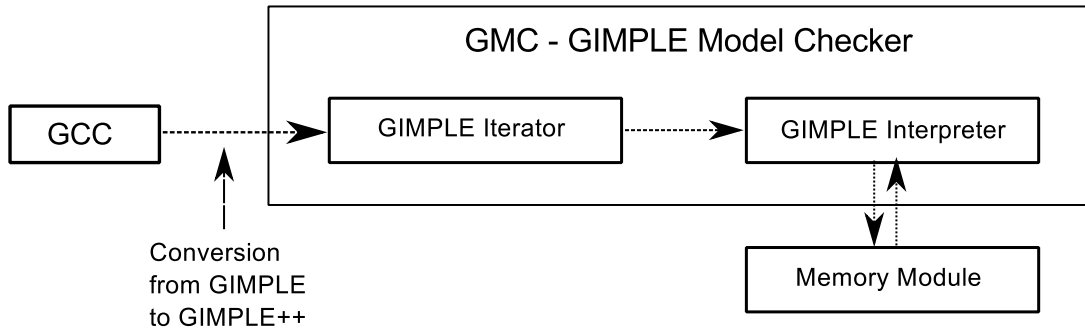 GMC - GIMPLE Model Checker
GCC
GIMPLE Iterator
GIMPLE Interpreter
Conversion
from GIMPLE
to GIMPLE++
Memory Module